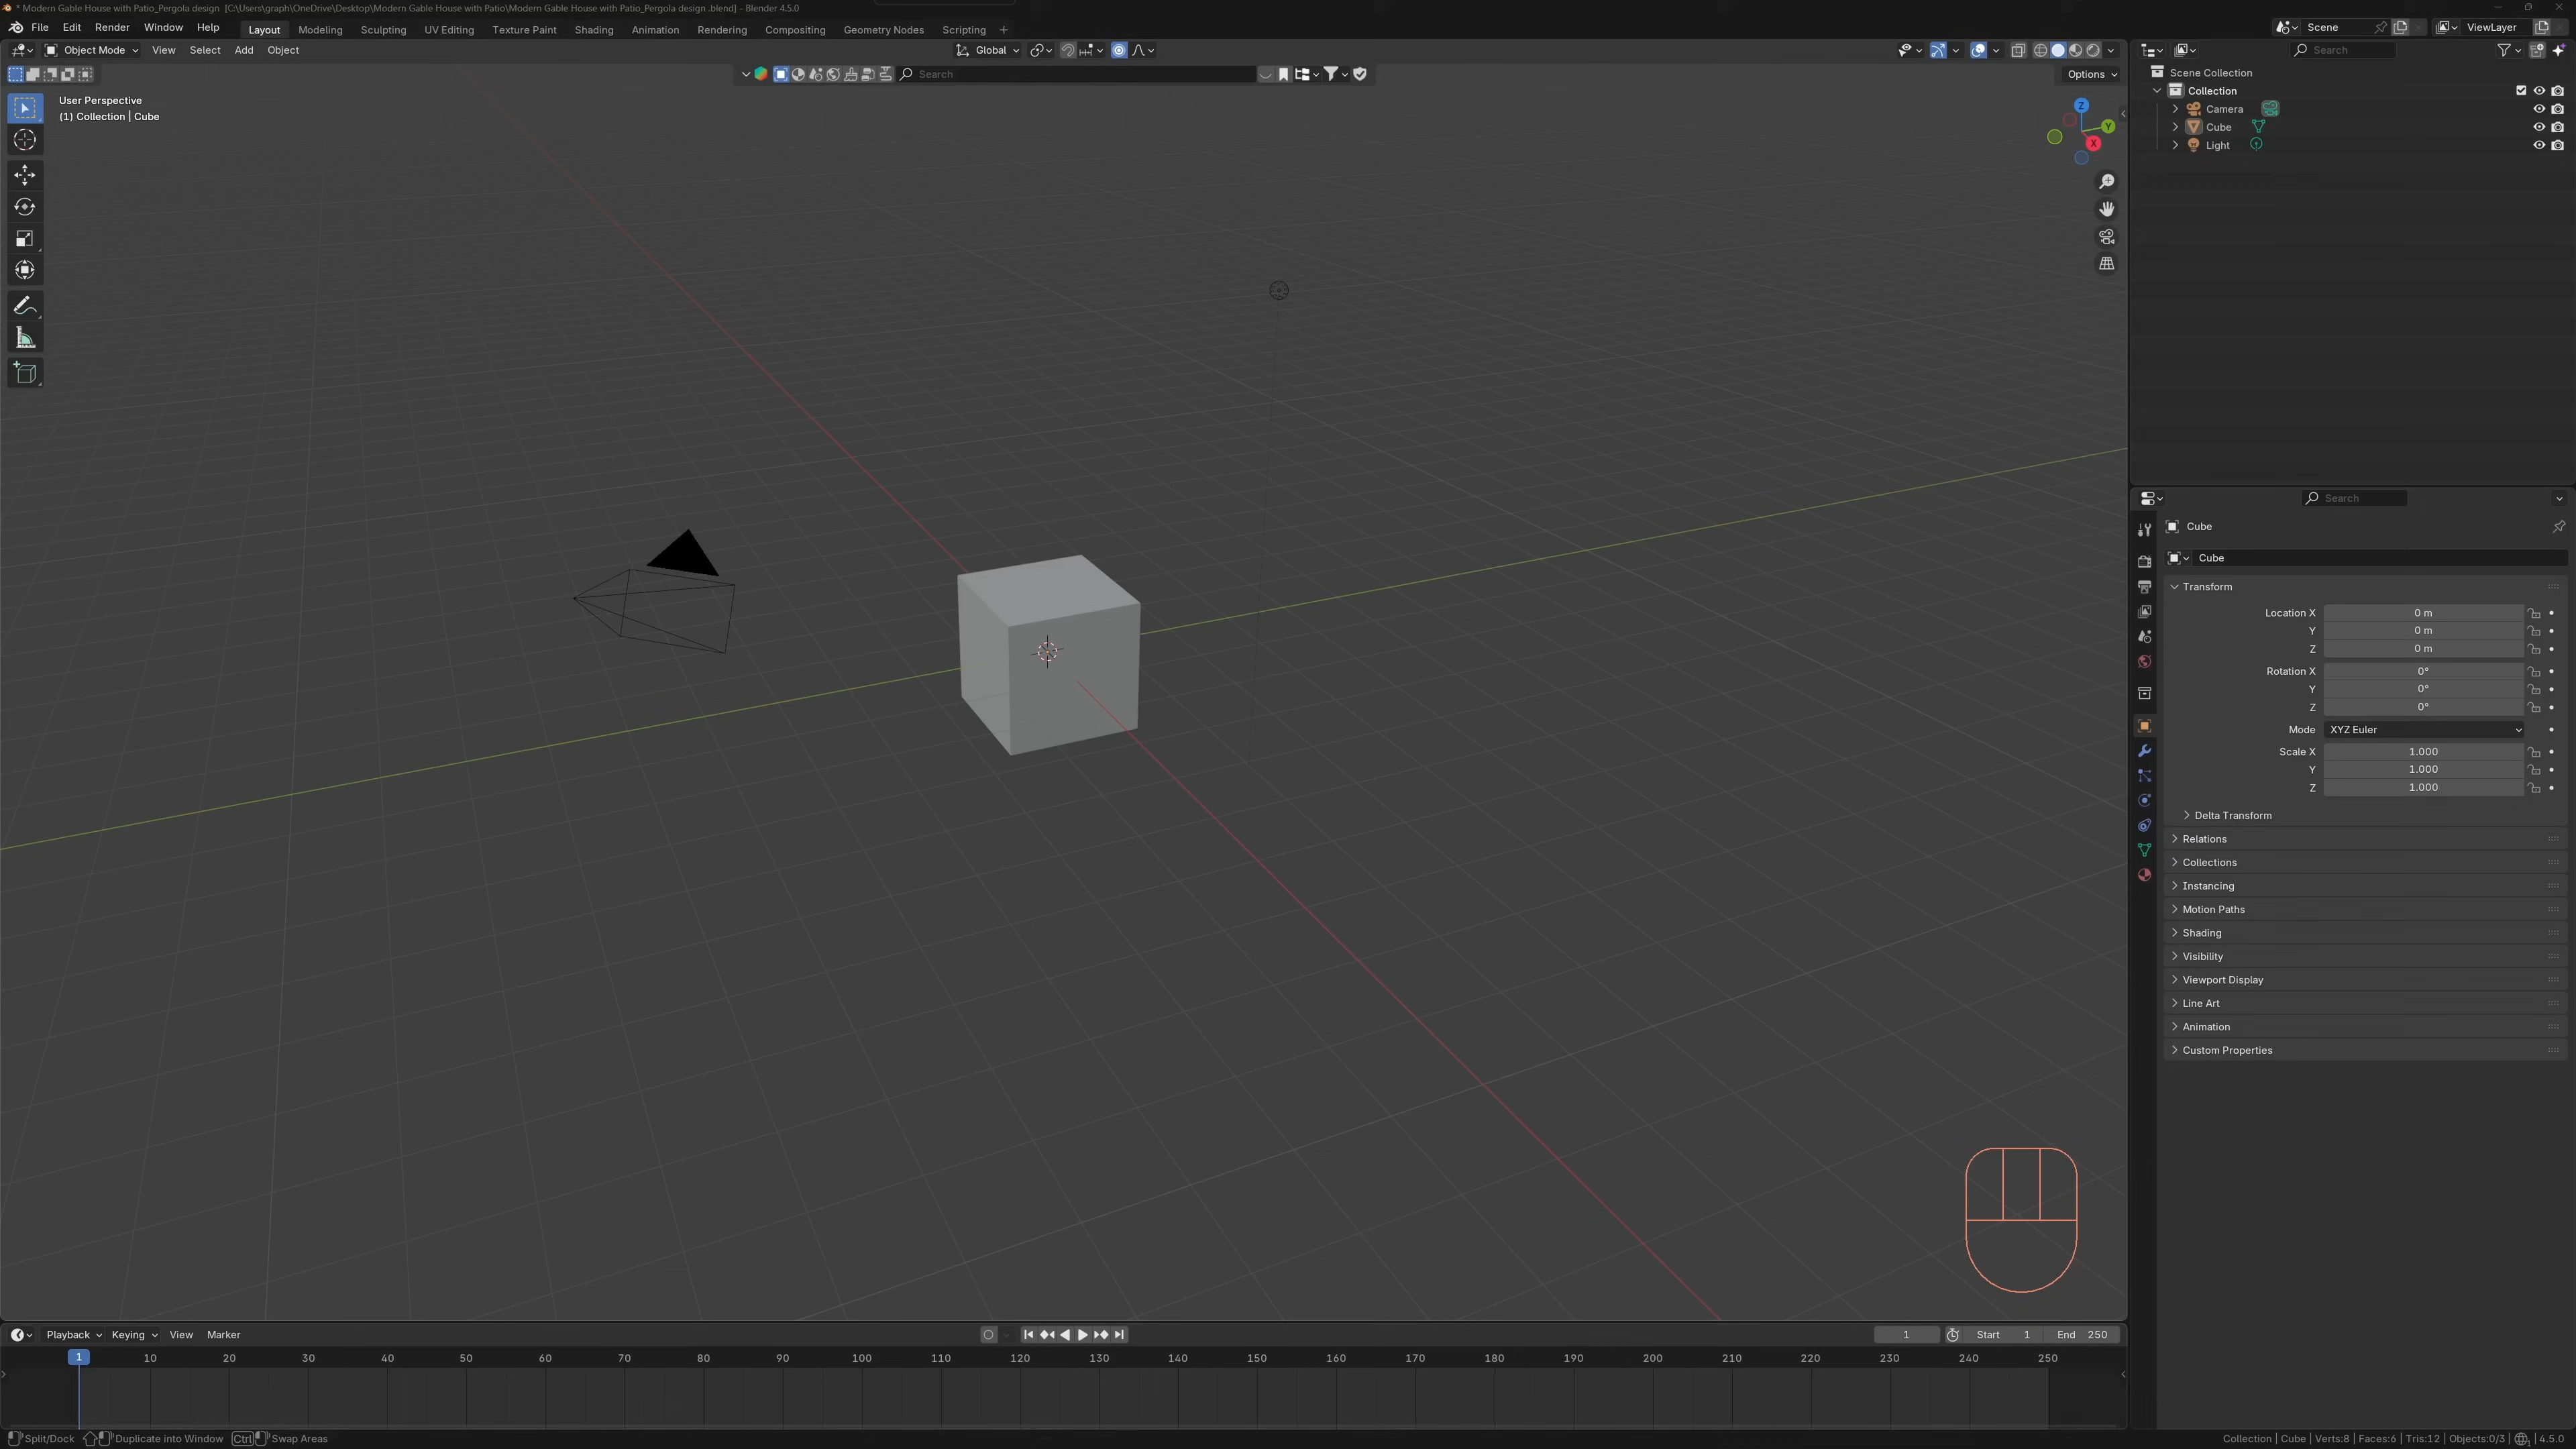 * Modern Gable House with Patio_Pergola design  [C:\Users\graph\OneDrive\Desktop\Modern Gable House with Patio\Modern Gable House with Patio_Pergola design .blend] - Blender 4.5.0
File Edit Render Window Help Layout Modeling Sculpting UV Editing Texture Paint Shading Animation Rendering Compositing Geometry Nodes Scripting + Scene ViewLayer
Object Mode View Select Add Object Global Search
Search Options
Scene Collection
User Perspective
(1) Collection | Cube
Collection
Camera
Cube
Light
Z
Y
X
Search
Cube
Cube
Transform
Location X 0 m
Y 0 m
Z 0 m
Rotation X 0°
Y 0°
Z 0°
Mode XYZ Euler
Scale X 1.000
Y 1.000
Z 1.000
Delta Transform
Relations
Collections
Instancing
Motion Paths
Shading
Visibility
Viewport Display
Line Art
Animation
Custom Properties
Playback Keying View Marker 1 Start 1 End 250
1 10 20 30 40 50 60 70 80 90 100 110 120 130 140 150 160 170 180 190 200 210 220 230 240 250
Split/Dock Duplicate into Window Ctrl Swap Areas Collection | Cube | Verts:8 | Faces:6 | Tris:12 | Objects:0/3 | 4.5.0